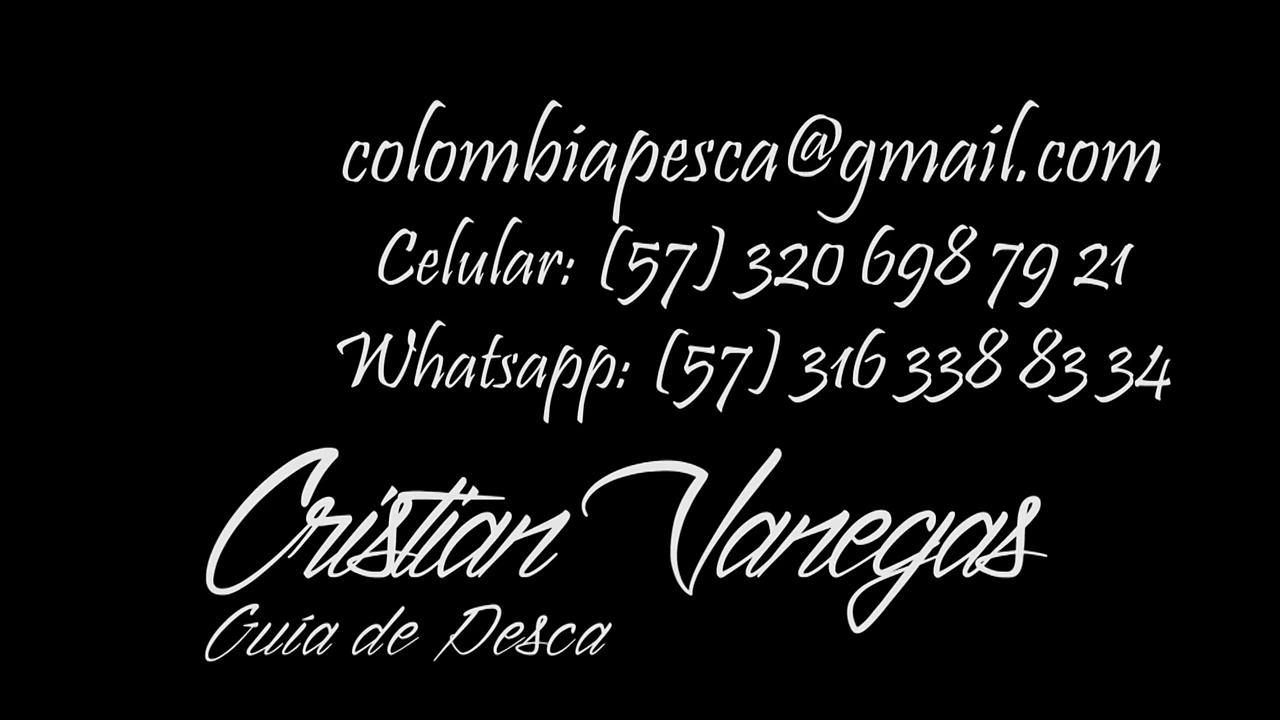 colombiapesca@gmail.com
Celular: (57) 320 698 79 21
Whatsapp: (57) 316 338 83 34
Cristian Vanegas
Guía de Pesca